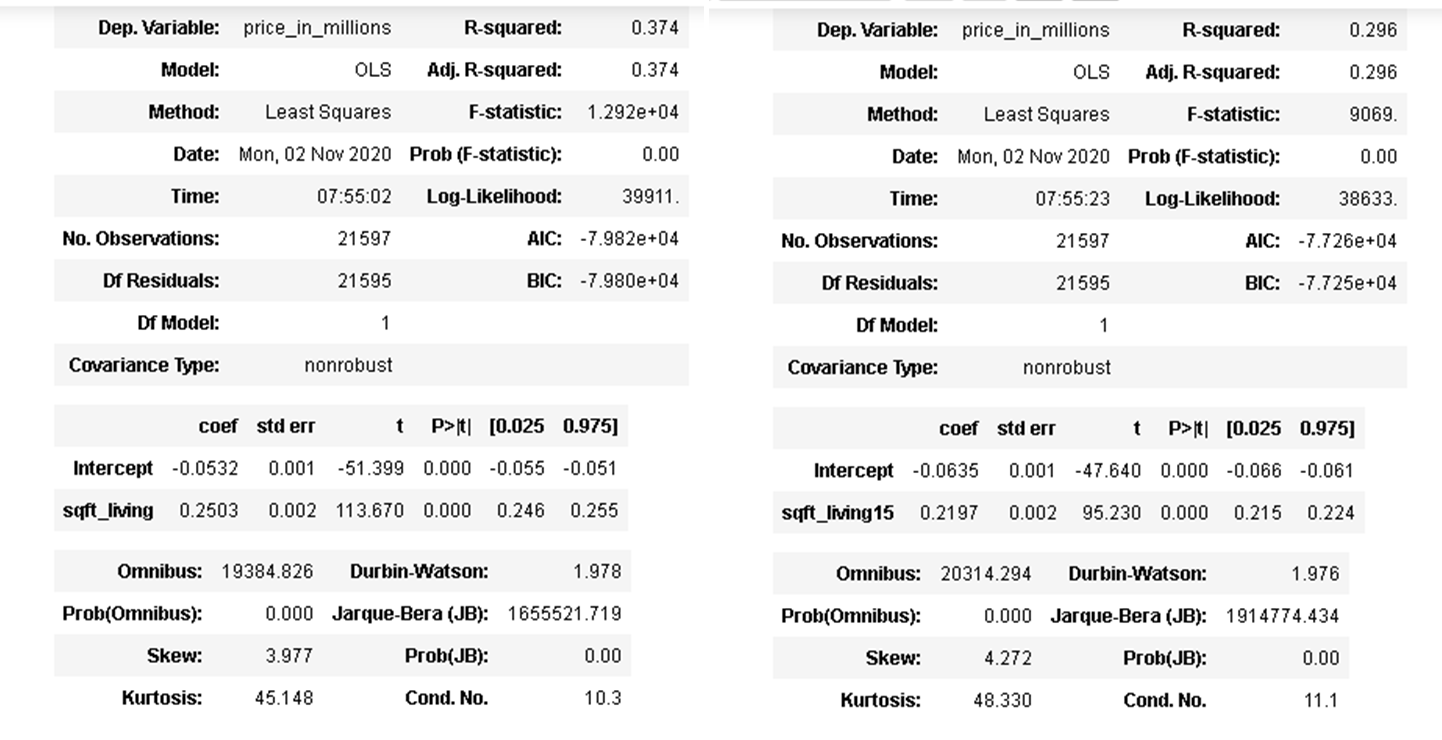 Dep. Variable: price_in_millions R-squared: 0.374
Model: OLS Adj. R-squared: 0.374
Method: Least Squares F-statistic: 1.292e+04
Date: Mon, 02 Nov 2020 Prob (F-statistic): 0.00
Time: 07:55:02 Log-Likelihood: 39911.
No. Observations: 21597 AIC: -7.982e+04
Df Residuals: 21595 BIC: -7.980e+04
Df Model: 1
Covariance Type: nonrobust
coef std err t P>|t| [0.025 0.975]
Intercept -0.0532 0.001 -51.399 0.000 -0.055 -0.051
sqft_living 0.2503 0.002 113.670 0.000 0.246 0.255
Omnibus: 19384.826 Durbin-Watson: 1.978
Prob(Omnibus): 0.000 Jarque-Bera (JB): 1655521.719
Skew: 3.977 Prob(JB): 0.00
Kurtosis: 45.148 Cond. No. 10.3
Dep. Variable: price_in_millions R-squared: 0.296
Model: OLS Adj. R-squared: 0.296
Method: Least Squares F-statistic: 9069.
Date: Mon, 02 Nov 2020 Prob (F-statistic): 0.00
Time: 07:55:23 Log-Likelihood: 38633.
No. Observations: 21597 AIC: -7.726e+04
Df Residuals: 21595 BIC: -7.725e+04
Df Model: 1
Covariance Type: nonrobust
coef std err t P>|t| [0.025 0.975]
Intercept -0.0635 0.001 -47.640 0.000 -0.066 -0.061
sqft_living15 0.2197 0.002 95.230 0.000 0.215 0.224
Omnibus: 20314.294 Durbin-Watson: 1.976
Prob(Omnibus): 0.000 Jarque-Bera (JB): 1914774.434
Skew: 4.272 Prob(JB): 0.00
Kurtosis: 48.330 Cond. No. 11.1